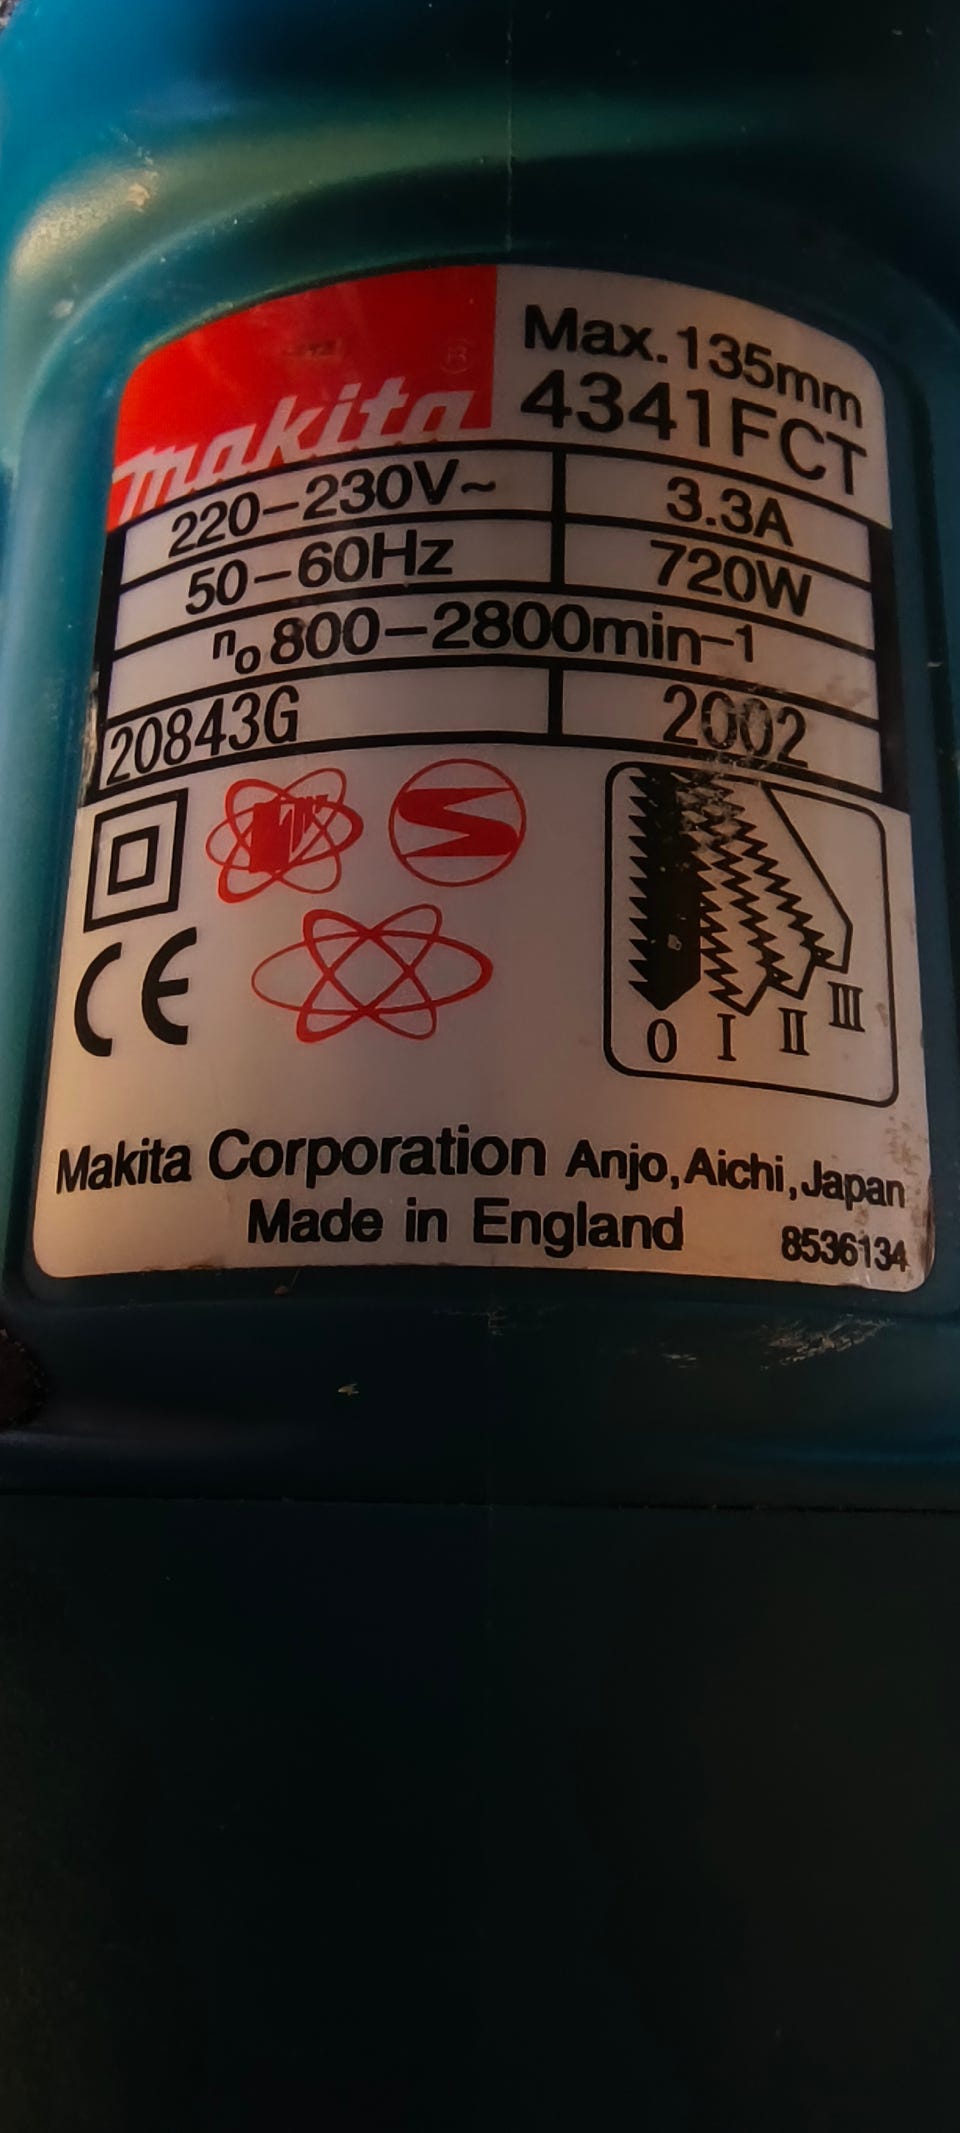 makita ®
Max. 135mm
4341FCT
220–230V~ 3.3A
50–60Hz 720W
no 800–2800min–1
20843G 2002
CE
0 I II III
Makita Corporation Anjo, Aichi, Japan
Made in England 8536134